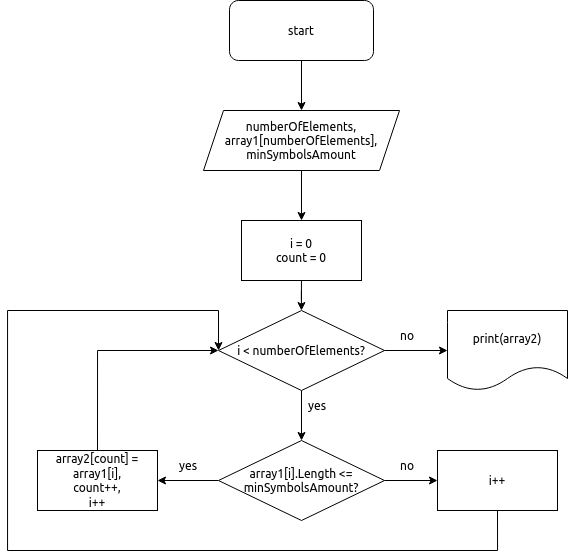 start
numberOfElements,
array1[numberOfElements],
minSymbolsAmount
i = 0
count = 0
i < numberOfElements?
no
print(array2)
yes
array2[count] =
array1[i],
count++,
i++
yes
array1[i].Length <=
minSymbolsAmount?
no
i++